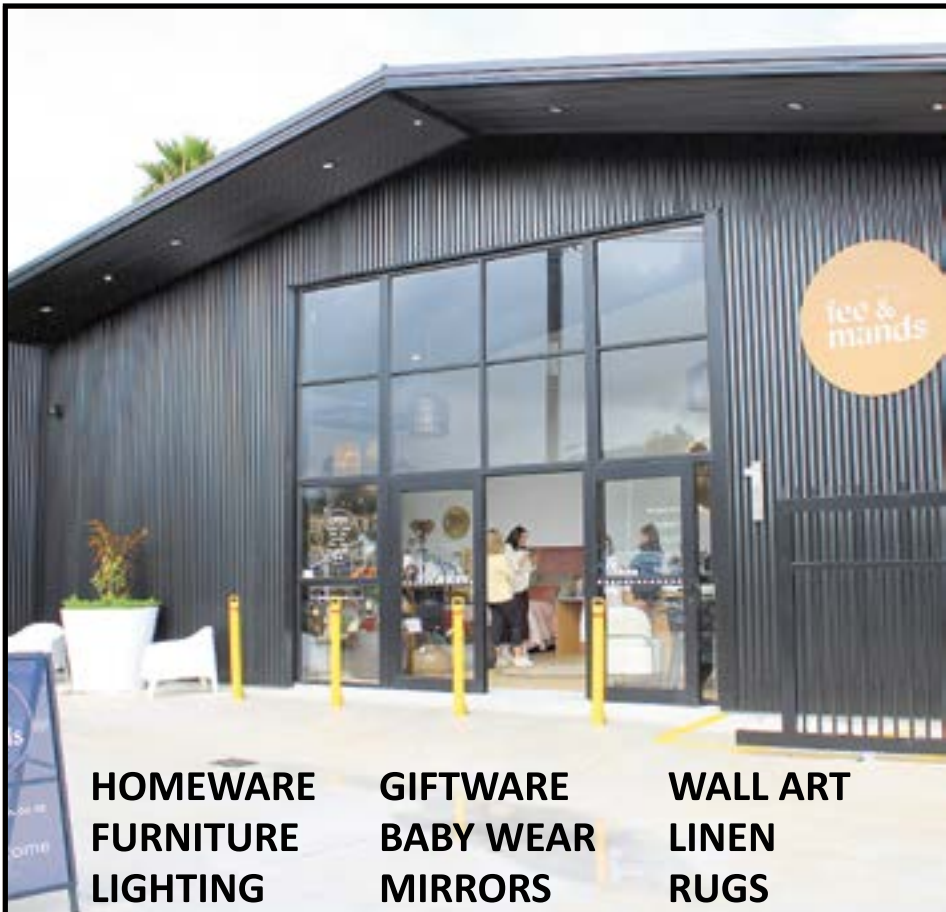 fee &
mands
HOMEWARE GIFTWARE WALL ART
FURNITURE BABY WEAR LINEN
LIGHTING MIRRORS RUGS